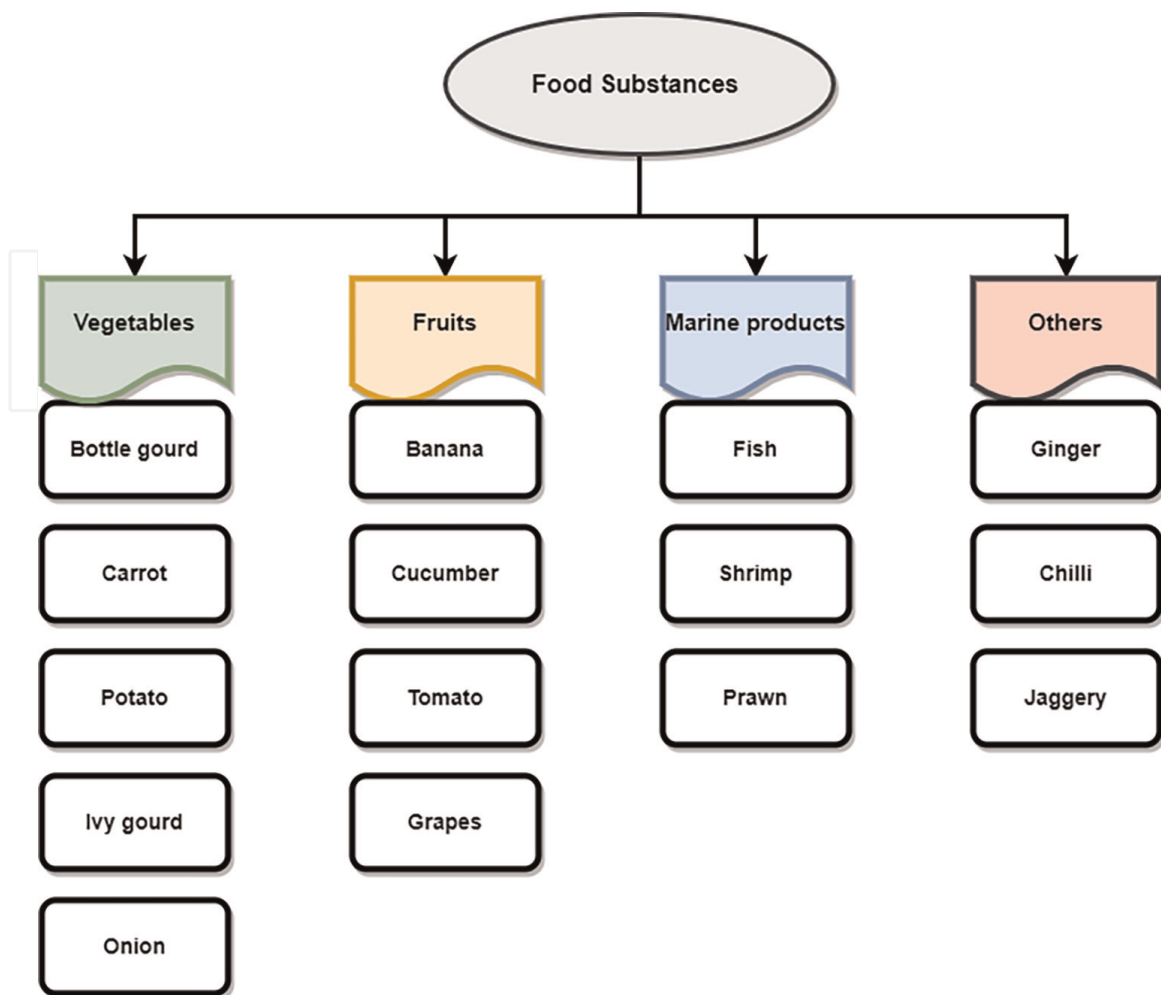 Food Substances
Vegetables
Fruits
Marine products
Others
Bottle gourd
Banana
Fish
Ginger
Carrot
Cucumber
Shrimp
Chilli
Potato
Tomato
Prawn
Jaggery
Ivy gourd
Grapes
Onion